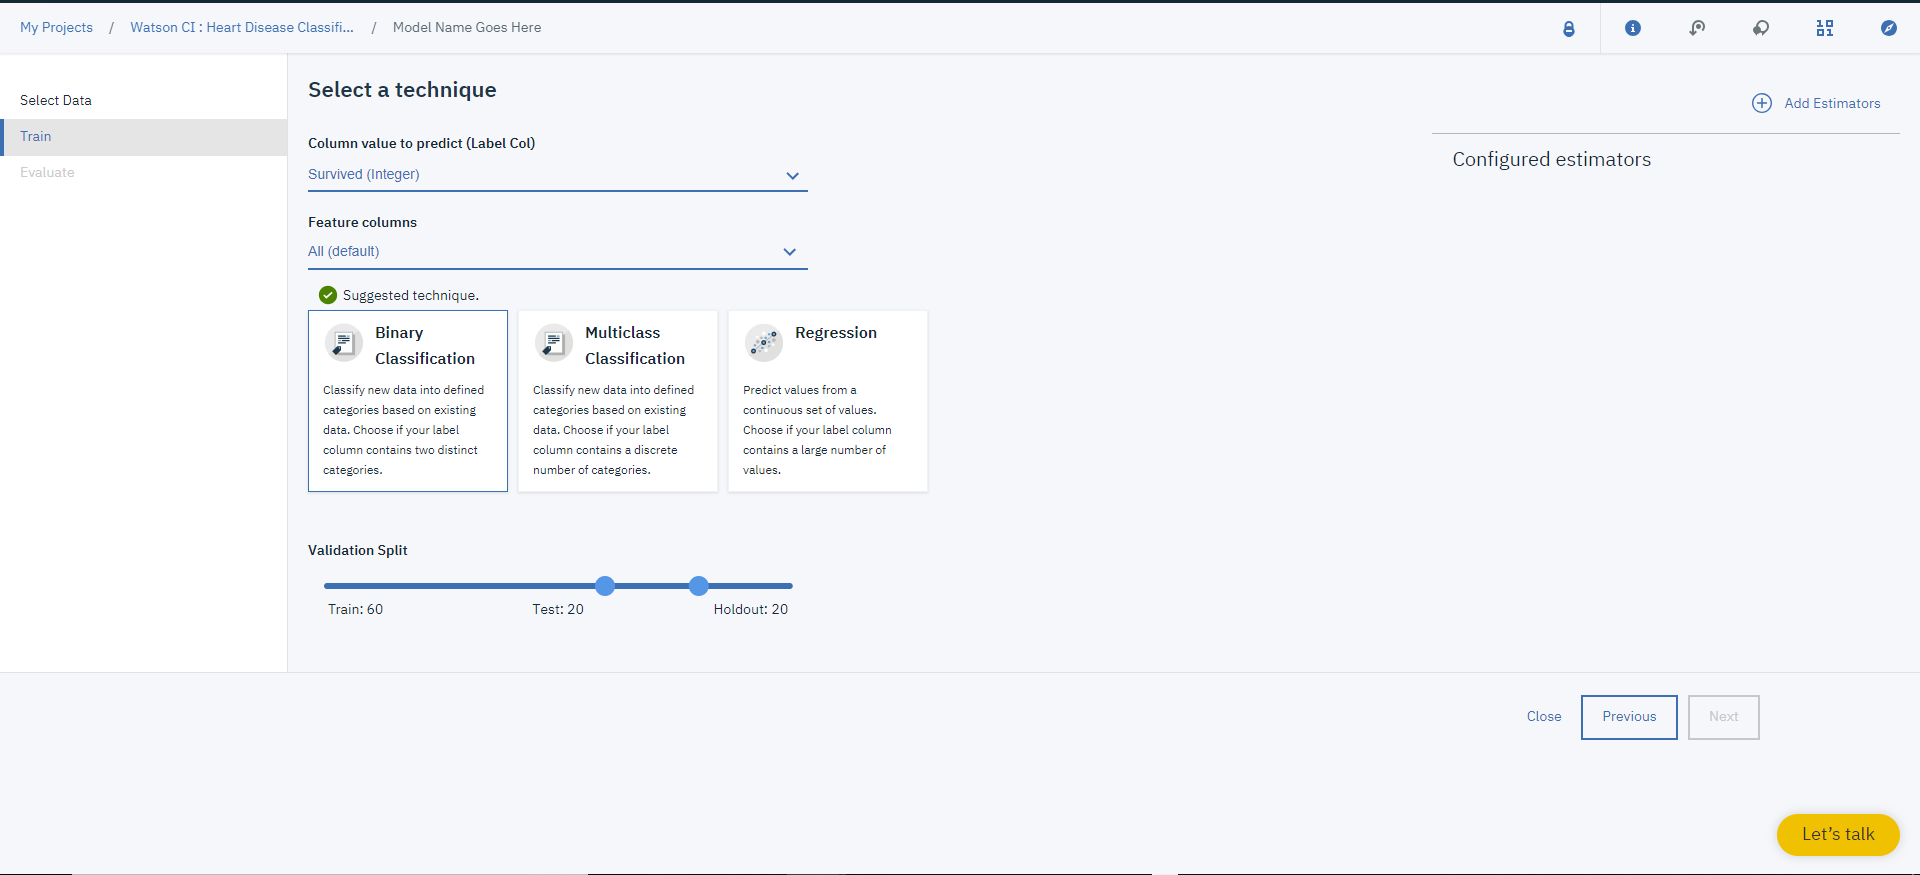 My Projects / Watson CI : Heart Disease Classifi... / Model Name Goes Here
Select Data
Train
Evaluate
Select a technique
Column value to predict (Label Col)
Survived (Integer)
Feature columns
All (default)
Suggested technique.
Binary
Classification
Classify new data into defined
categories based on existing
data. Choose if your label
column contains two distinct
categories.
Multiclass
Classification
Classify new data into defined
categories based on existing
data. Choose if your label
column contains a discrete
number of categories.
Regression
Predict values from a
continuous set of values.
Choose if your label column
contains a large number of
values.
Validation Split
Train: 60
Test: 20
Holdout: 20
Add Estimators
Configured estimators
Close
Previous
Next
Let's talk